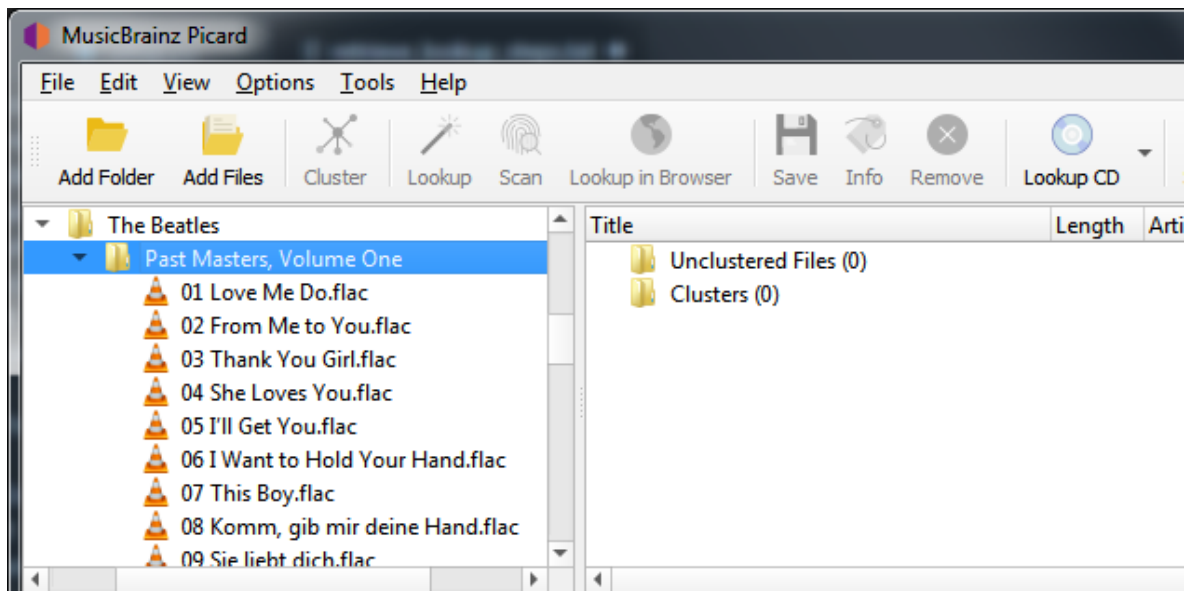 MusicBrainz Picard
File Edit View Options Tools Help
Add Folder Add Files Cluster Lookup Scan Lookup in Browser Save Info Remove Lookup CD
The Beatles
Past Masters, Volume One
01 Love Me Do.flac
02 From Me to You.flac
03 Thank You Girl.flac
04 She Loves You.flac
05 I'll Get You.flac
06 I Want to Hold Your Hand.flac
07 This Boy.flac
08 Komm, gib mir deine Hand.flac
09 Sie liebt dich.flac
Title Length Arti
Unclustered Files (0)
Clusters (0)